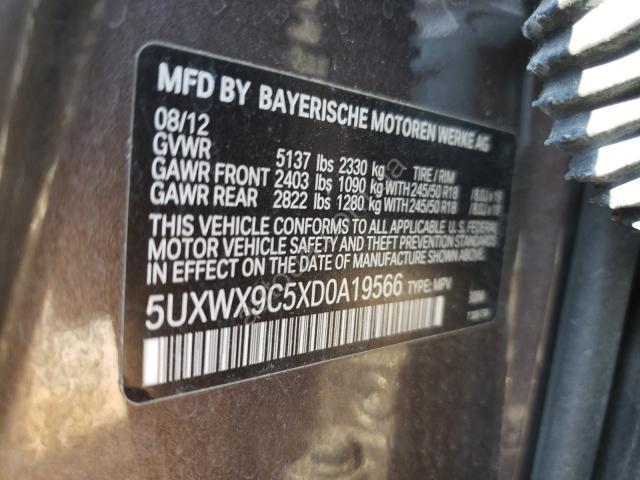 MFD BY BAYERISCHE MOTOREN WERKE AG
08/12
GVWR 5137 lbs 2330 kg TIRE / RIM
GAWR FRONT 2403 lbs 1090 kg WITH 245/50 R18
GAWR REAR 2822 lbs 1280 kg WITH 245/50 R18
THIS VEHICLE CONFORMS TO ALL APPLICABLE U.S. FEDERAL
MOTOR VEHICLE SAFETY AND THEFT PREVENTION STANDARDS
IN EFFECT ON THE DATE OF MANUFACTURE SHOWN ABOVE.
5UXWX9C5XD0A19566 TYPE: MPV